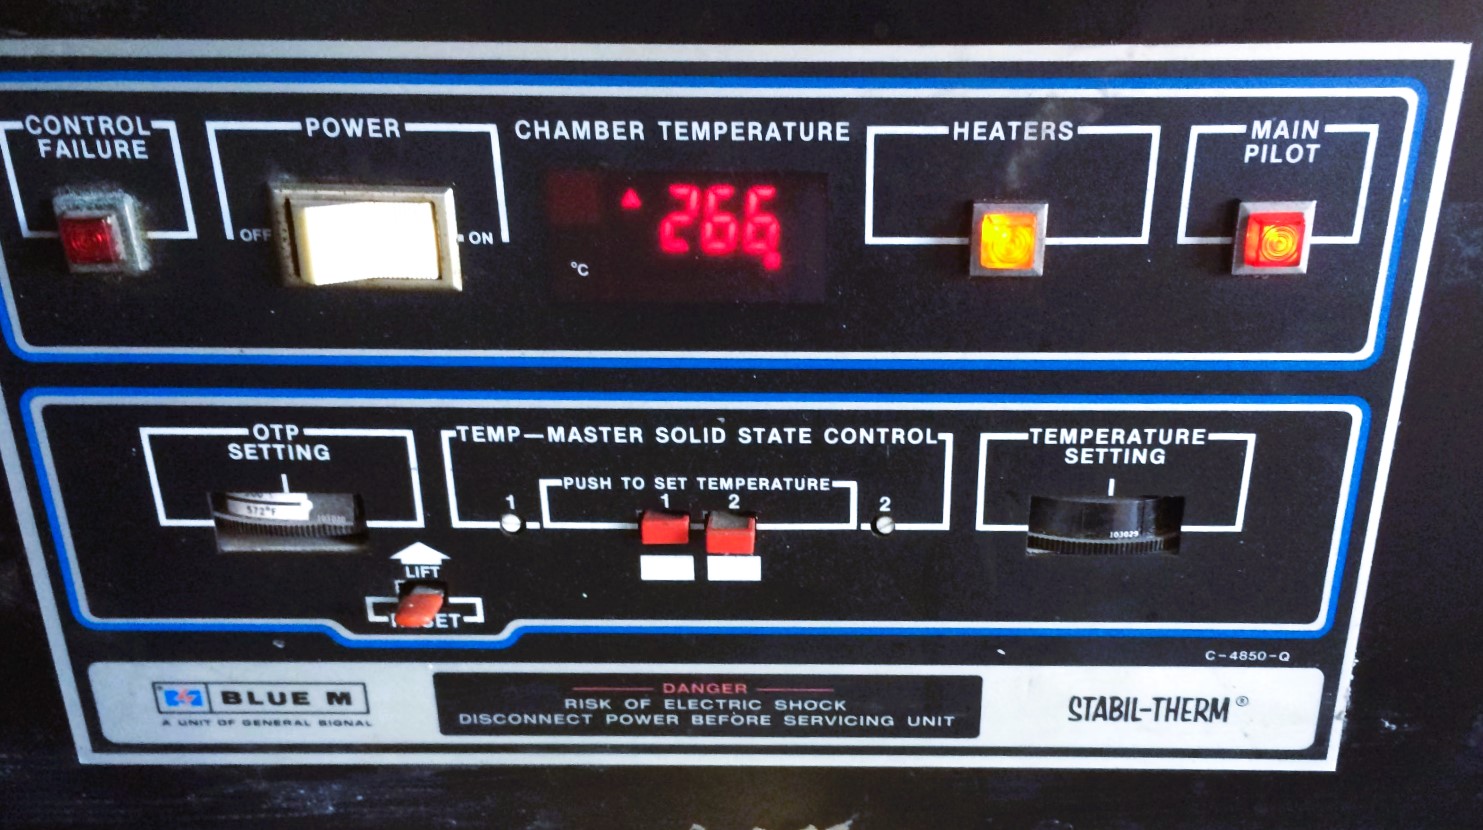 CONTROL
FAILURE
POWER
OFF
ON
CHAMBER TEMPERATURE
266
°C
HEATERS
MAIN
PILOT
OTP
SETTING
572°F
LIFT
TEMP—MASTER SOLID STATE CONTROL
PUSH TO SET TEMPERATURE
1
1 2
2
TEMPERATURE
SETTING
103025
C-4850-Q
BLUE M
A UNIT OF GENERAL SIGNAL
DANGER
RISK OF ELECTRIC SHOCK
DISCONNECT POWER BEFORE SERVICING UNIT
STABIL-THERM®